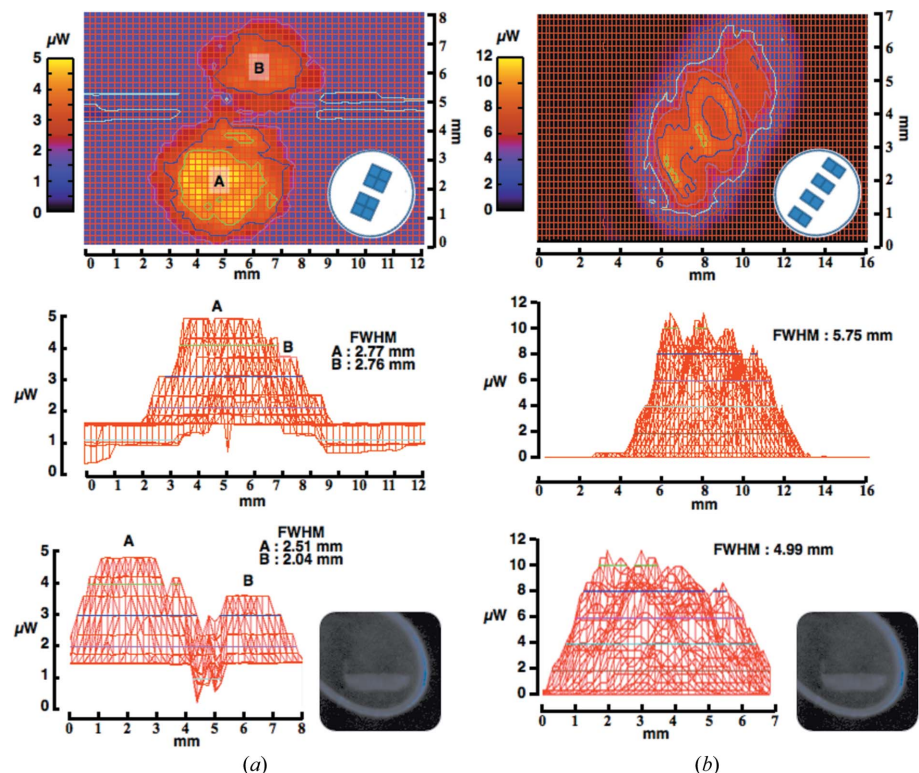 µW
5
4
3
2
1
0
B
A
8
7
6
5
4
3
2
1
0
mm
0 1 2 3 4 5 6 7 8 9 10 11 12
mm
µW
12
10
8
6
4
2
0
7
6
5
4
3
2
1
0
mm
0 2 4 6 8 10 12 14 16
mm
5
4
3
2
1
0
µW
A
B
FWHM
A : 2.77 mm
B : 2.76 mm
0 1 2 3 4 5 6 7 8 9 10 11 12
mm
12
10
8
6
4
2
0
µW
FWHM : 5.75 mm
0 2 4 6 8 10 12 14 16
mm
5
4
3
2
1
0
µW
A
B
FWHM
A : 2.51 mm
B : 2.04 mm
0 1 2 3 4 5 6 7 8
mm
12
10
8
6
4
2
0
µW
FWHM : 4.99 mm
0 1 2 3 4 5 6 7
mm
(a)
(b)